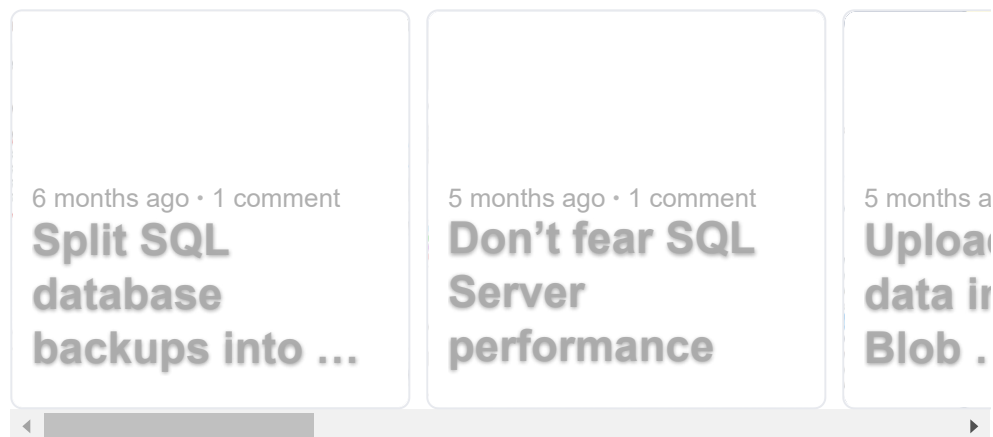 6 months ago • 1 comment
Split SQL
database
backups into …
5 months ago • 1 comment
Don’t fear SQL
Server
performance
5 months
data
Blob